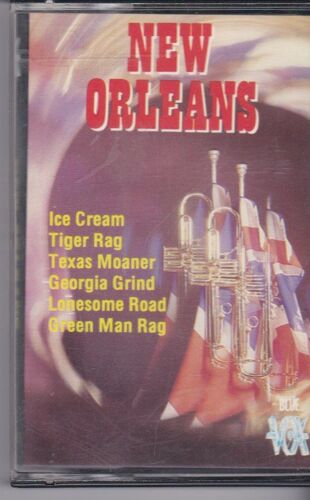 NEW
ORLEANS
Ice Cream
Tiger Rag
Texas Moaner
Georgia Grind
Lonesome Road
Green Man Rag
BLUE
VOX